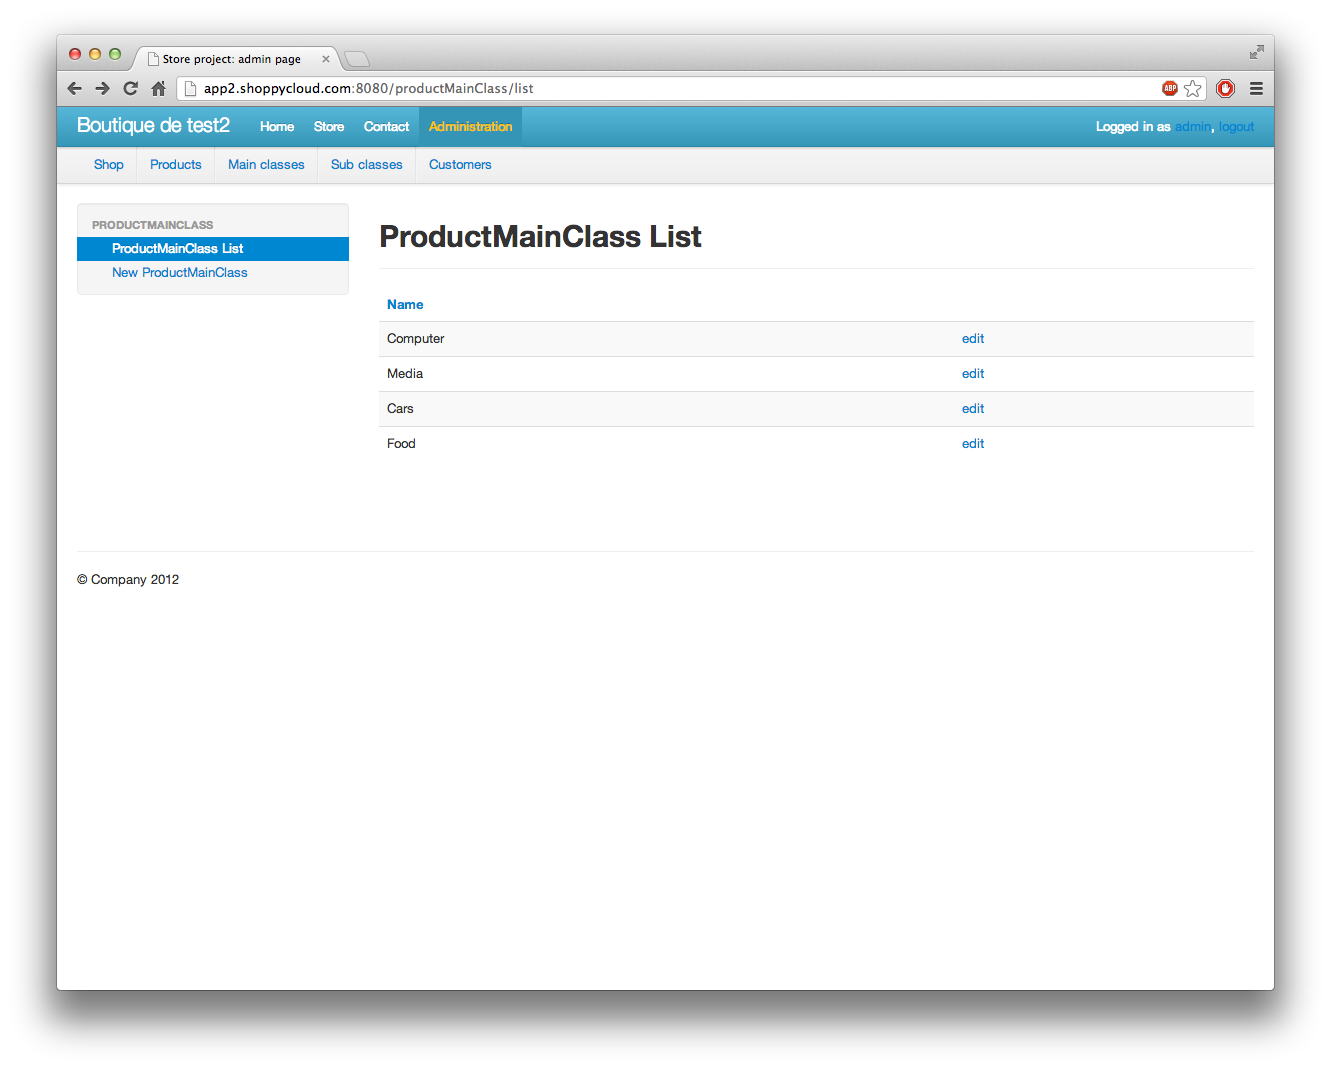 Store project: admin page
app2.shoppycloud.com:8080/productMainClass/list
ABP
Boutique de test2 Home Store Contact Administration Logged in as admin, logout
Shop Products Main classes Sub classes Customers
PRODUCTMAINCLASS
ProductMainClass List
New ProductMainClass
ProductMainClass List
Name
Computer edit
Media edit
Cars edit
Food edit
© Company 2012